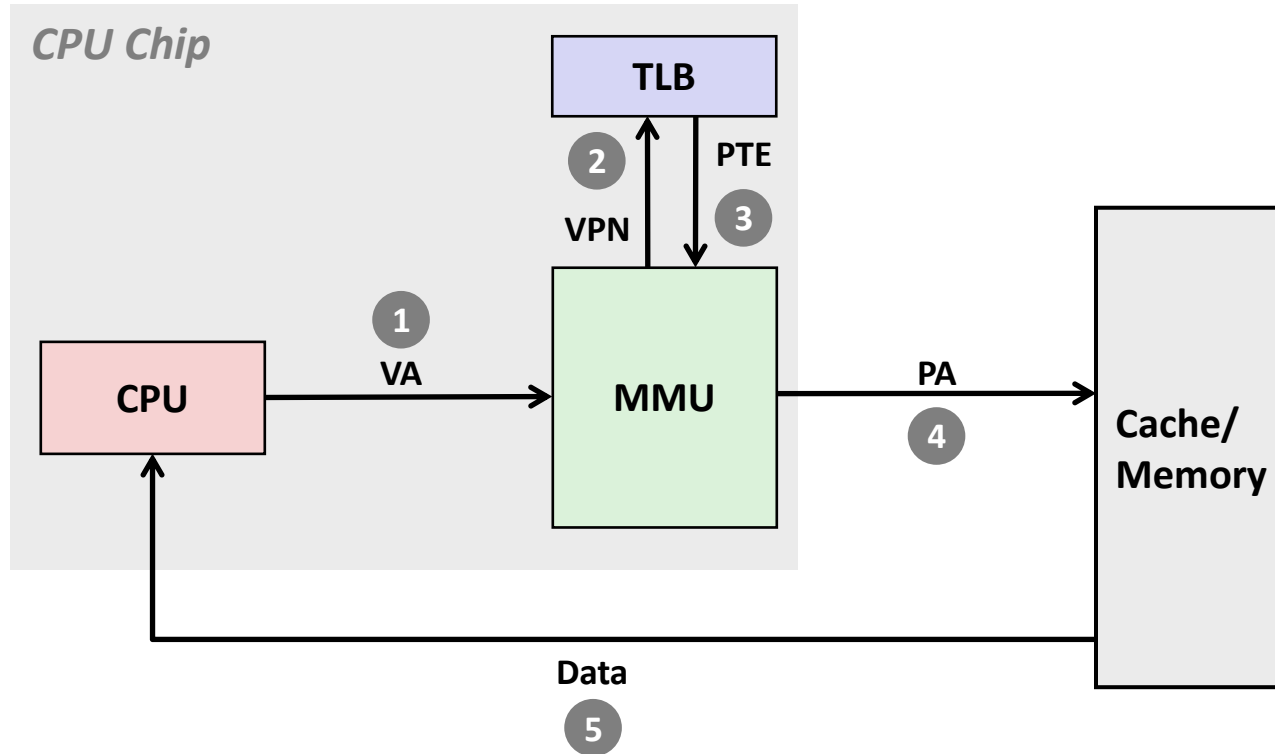 CPU Chip
TLB
2
PTE
VPN
3
1
VA
CPU
MMU
PA
4
Cache/
Memory
Data
5